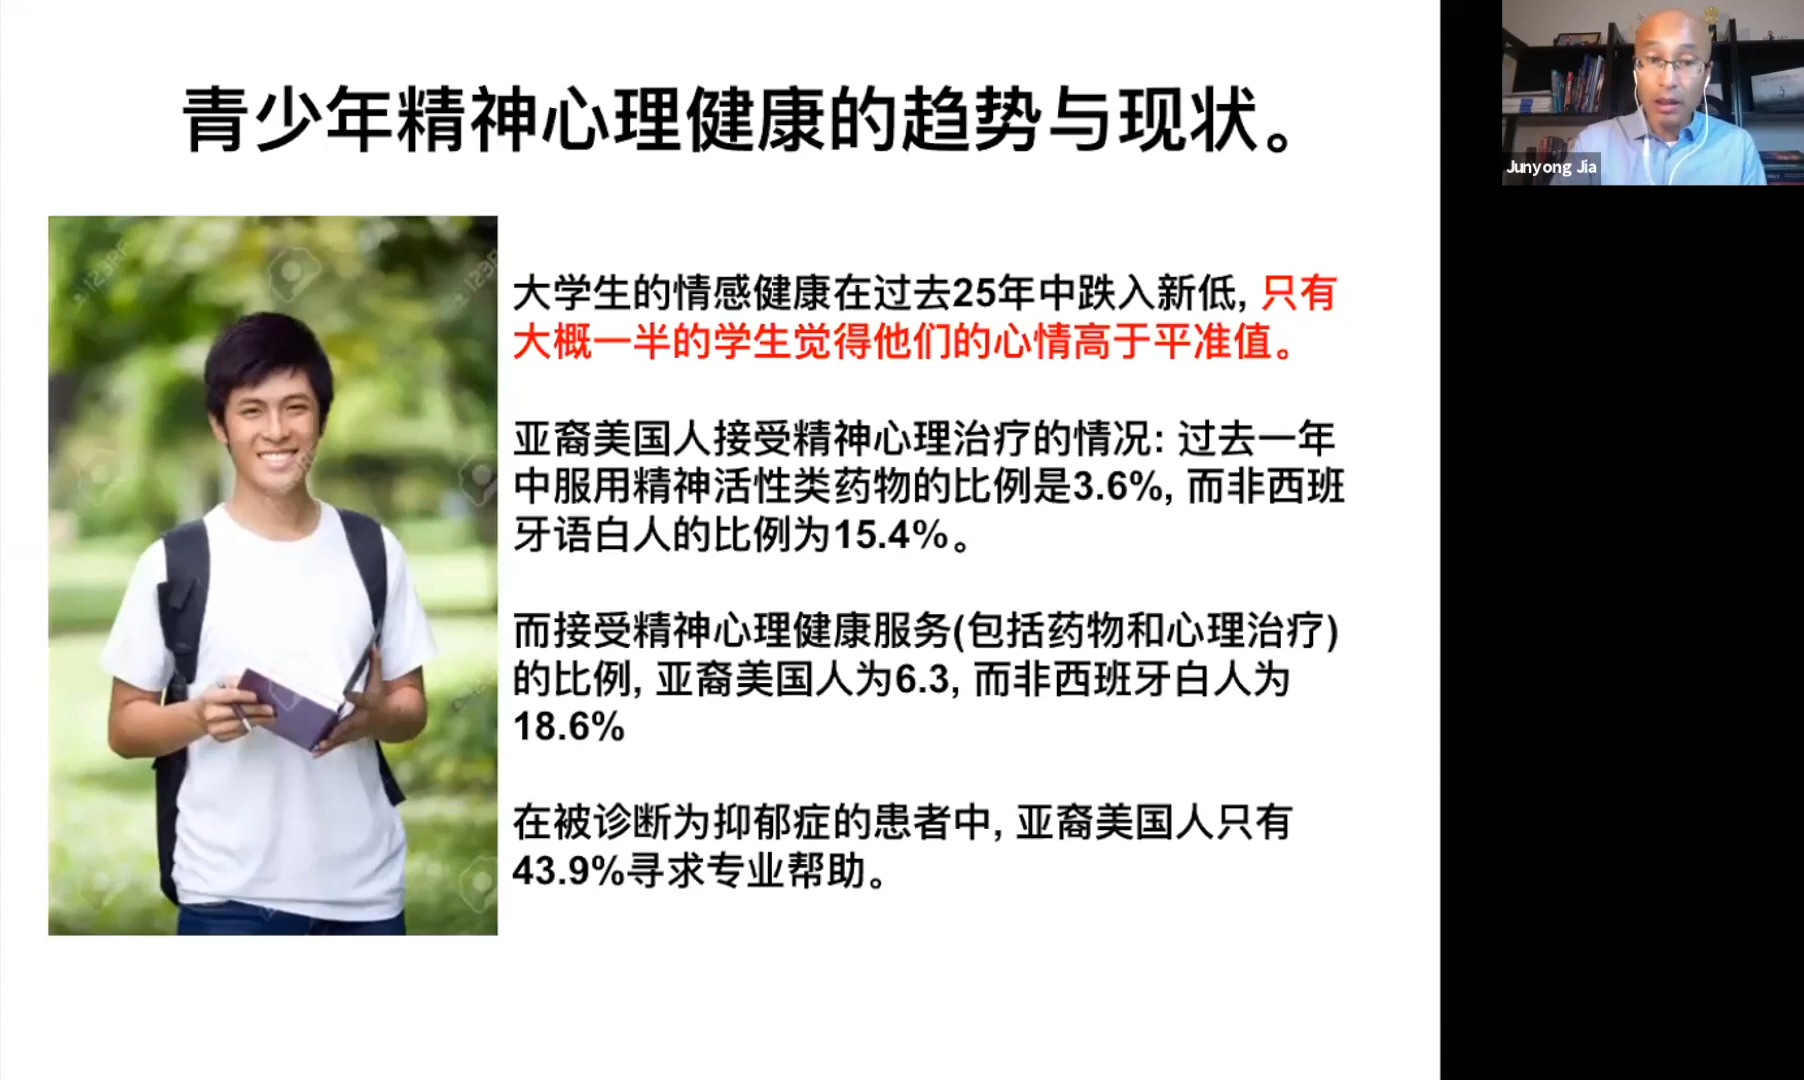 青少年精神心理健康的趋势与现状。
大学生的情感健康在过去25年中跌入新低, 只有
大概一半的学生觉得他们的心情高于平准值。
亚裔美国人接受精神心理治疗的情况: 过去一年
中服用精神活性类药物的比例是3.6%, 而非西班
牙语白人的比例为15.4%。
而接受精神心理健康服务(包括药物和心理治疗)
的比例, 亚裔美国人为6.3, 而非西班牙白人为
18.6%
在被诊断为抑郁症的患者中, 亚裔美国人只有
43.9%寻求专业帮助。
Junyong Jia
123RF
123RF